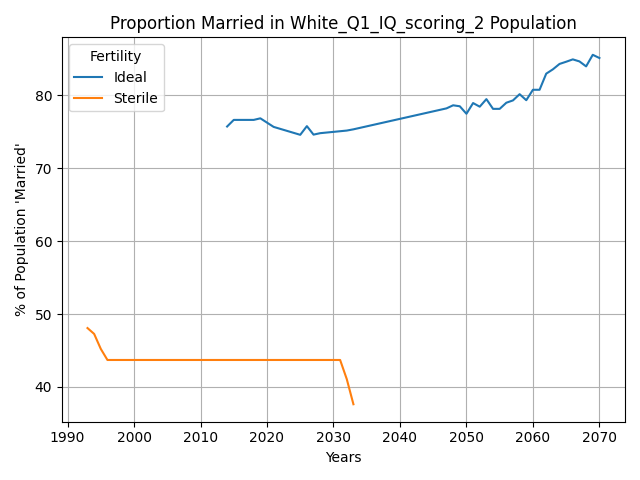 Proportion Married in White_Q1_IQ_scoring_2 Population
Fertility
Ideal
Sterile
% of Population 'Married'
80
70
60
50
40
1990 2000 2010 2020 2030 2040 2050 2060 2070
Years